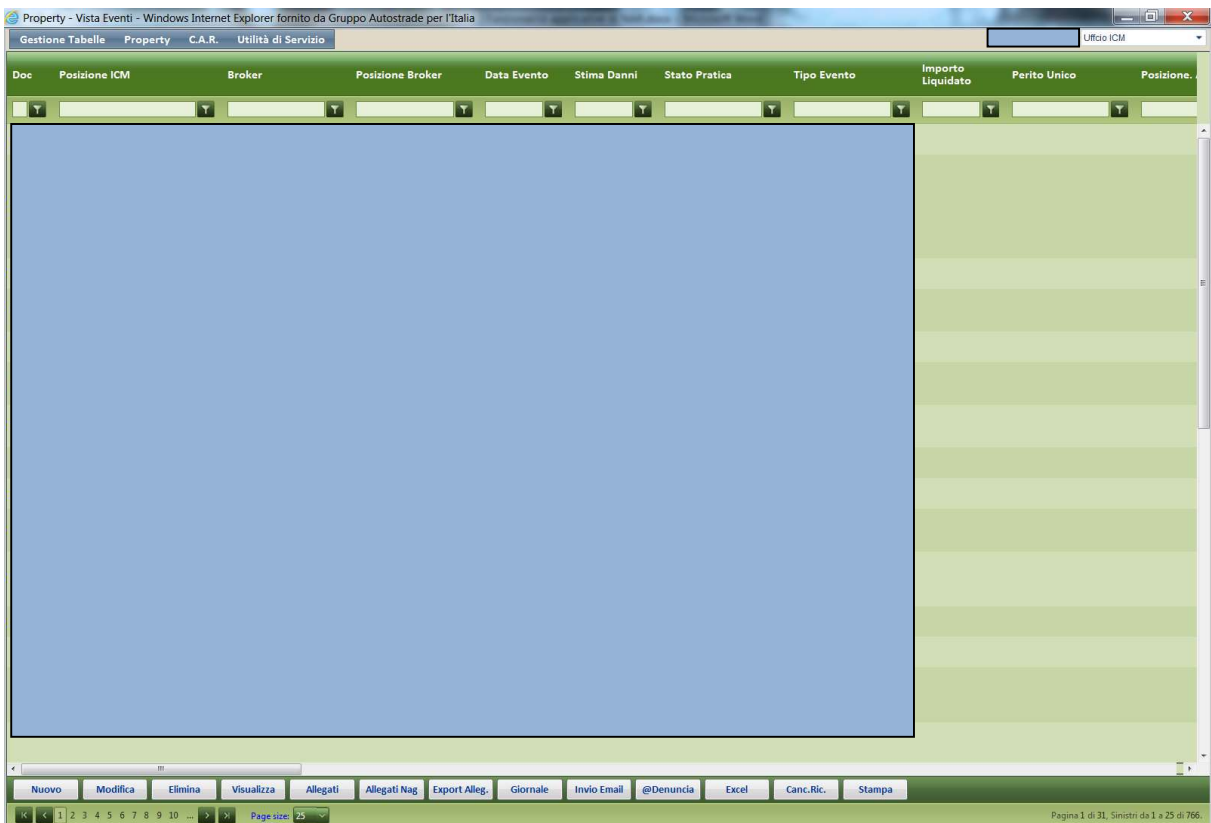 Property - Vista Eventi - Windows Internet Explorer fornito da Gruppo Autostrade per l'Italia
Gestione Tabelle Property C.A.R. Utilità di Servizio
Uffcio ICM
Doc Posizione ICM Broker Posizione Broker Data Evento Stima Danni Stato Pratica Tipo Evento Importo Liquidato Perito Unico Posizione.
Nuovo Modifica Elimina Visualizza Allegati Allegati Nag Export Alleg. Giornale Invio Email @Denuncia Excel Canc.Ric. Stampa
1 2 3 4 5 6 7 8 9 10 ... Page size: 25 Pagina 1 di 31, Sinistri da 1 a 25 di 766.